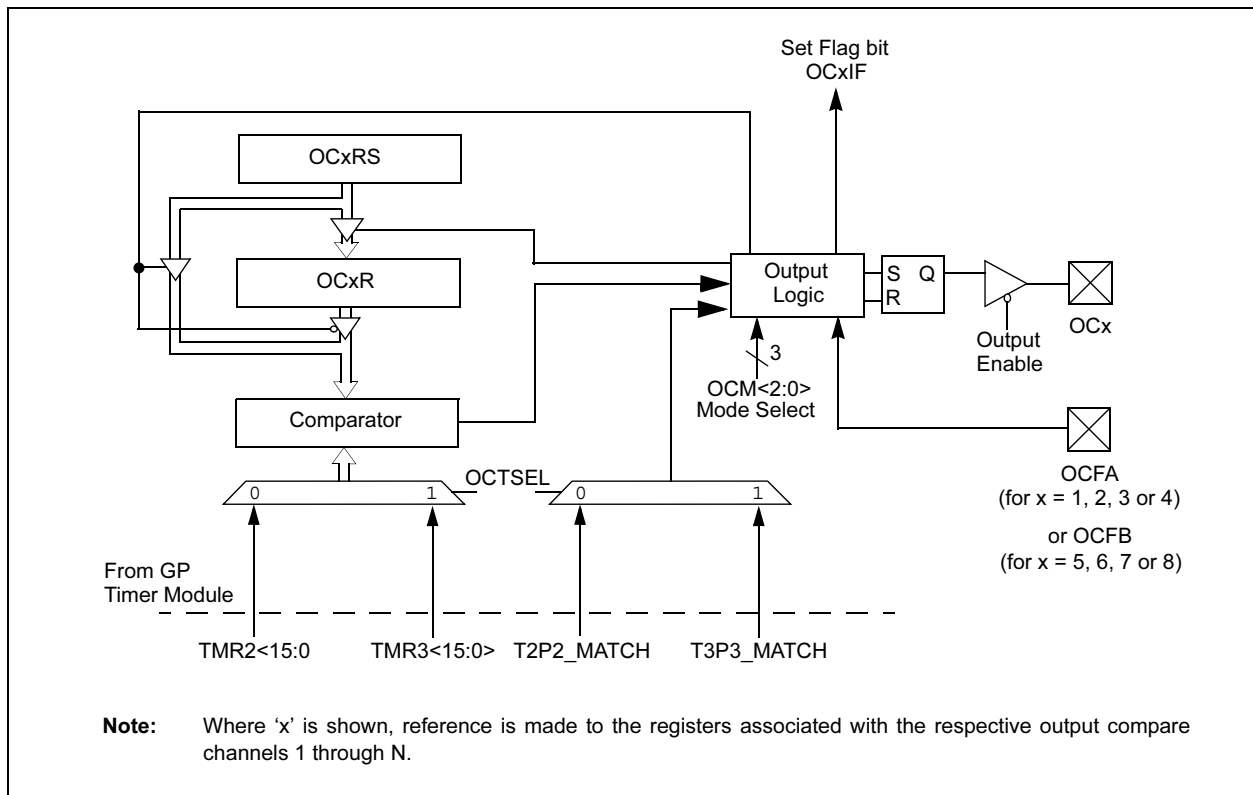 Set Flag bit
OCxIF
OCxRS
OCxR
Output
Logic
S Q
R
OCx
Output
Enable
3
OCM<2:0>
Mode Select
Comparator
OCTSEL
0 1
0 1
OCFA
(for x = 1, 2, 3 or 4)
or OCFB
(for x = 5, 6, 7 or 8)
From GP
Timer Module
TMR2<15:0 TMR3<15:0> T2P2_MATCH T3P3_MATCH
Note: Where ‘x’ is shown, reference is made to the registers associated with the respective output compare
channels 1 through N.